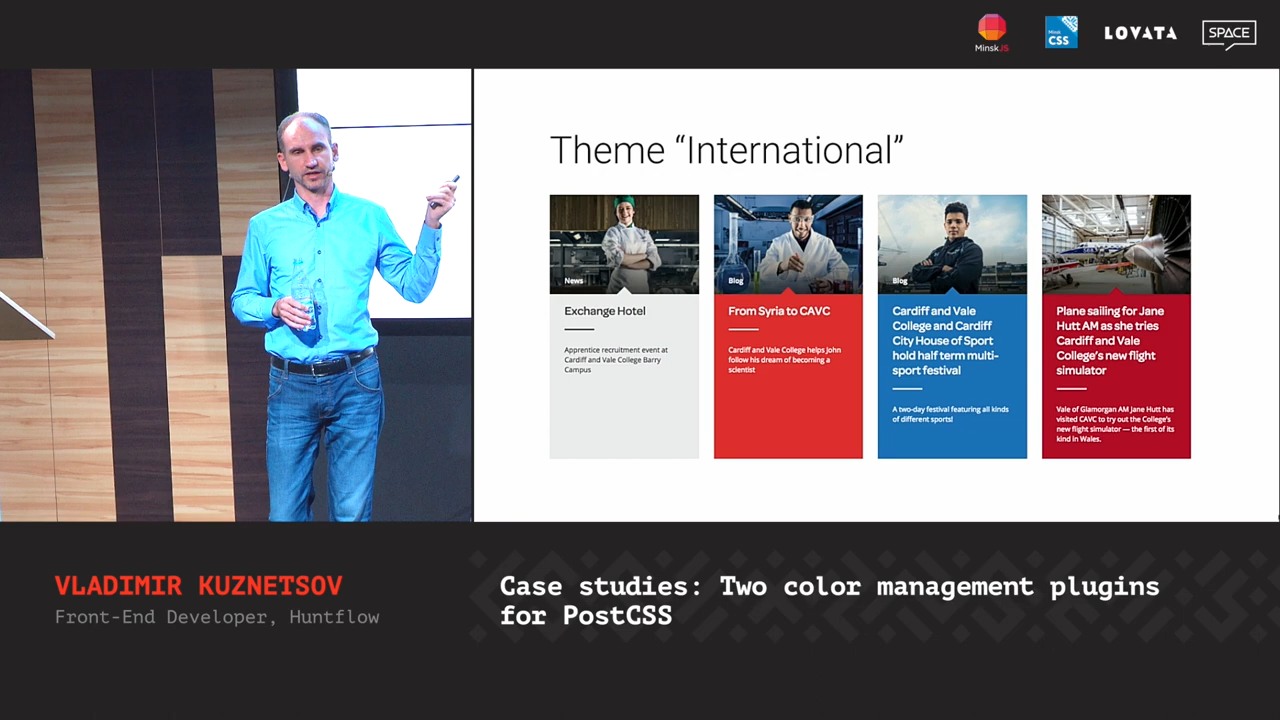 MinskJS
Minsk
CSS
LOVATA
SPACE
Theme “International”
News
Exchange Hotel
Apprentice recruitment event at
Cardiff and Vale College Barry
Campus
Blog
From Syria to CAVC
Cardiff and Vale College helps John
follow his dream of becoming a
scientist
Blog
Cardiff and Vale
College and Cardiff
City House of Sport
hold half term multi-
sport festival
A two-day festival featuring all kinds
of different sports!
Plane sailing for Jane
Hutt AM as she tries
Cardiff and Vale
College’s new flight
simulator
Vale of Glamorgan AM Jane Hutt has
visited CAVC to try out the College’s
new flight simulator — the first of its
kind in Wales.
VLADIMIR KUZNETSOV
Front-End Developer, Huntflow
Case studies: Two color management plugins
for PostCSS